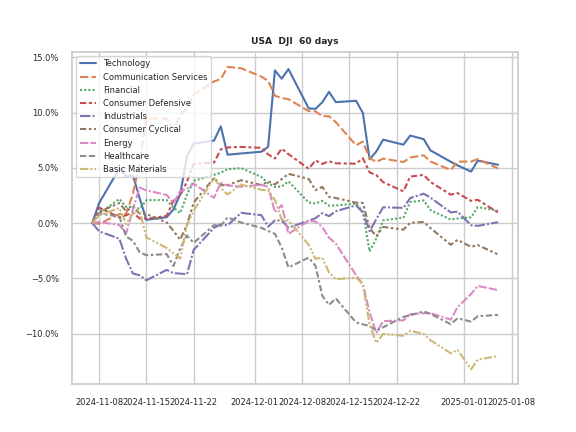 USA DJI 60 days
15.0%
10.0%
5.0%
0.0%
−5.0%
−10.0%
Technology
Communication Services
Financial
Consumer Defensive
Industrials
Consumer Cyclical
Energy
Healthcare
Basic Materials
2024-11-08 2024-11-15 2024-11-22 2024-12-01 2024-12-08 2024-12-15 2024-12-22 2025-01-01 2025-01-08